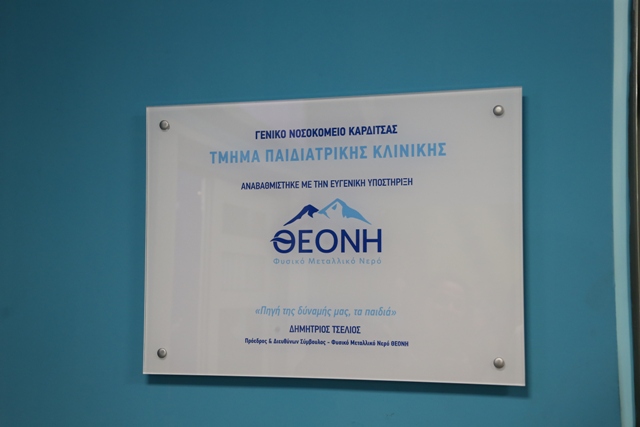 ΓΕΝΙΚΟ ΝΟΣΟΚΟΜΕΙΟ ΚΑΡΔΙΤΣΑΣ
ΤΜΗΜΑ ΠΑΙΔΙΑΤΡΙΚΗΣ ΚΛΙΝΙΚΗΣ
ΑΝΑΒΑΘΜΙΣΤΗΚΕ ΜΕ ΤΗΝ ΕΥΓΕΝΙΚΗ ΥΠΟΣΤΗΡΙΞΗ
ΘΕΟΝΗ
Φυσικό Μεταλλικό Νερό
«Πηγή της δύναμής μας, τα παιδιά»
ΔΗΜΗΤΡΙΟΣ ΤΣΕΛΙΟΣ
Πρόεδρος & Διευθύνων Σύμβουλος - Φυσικό Μεταλλικό Νερό ΘΕΟΝΗ